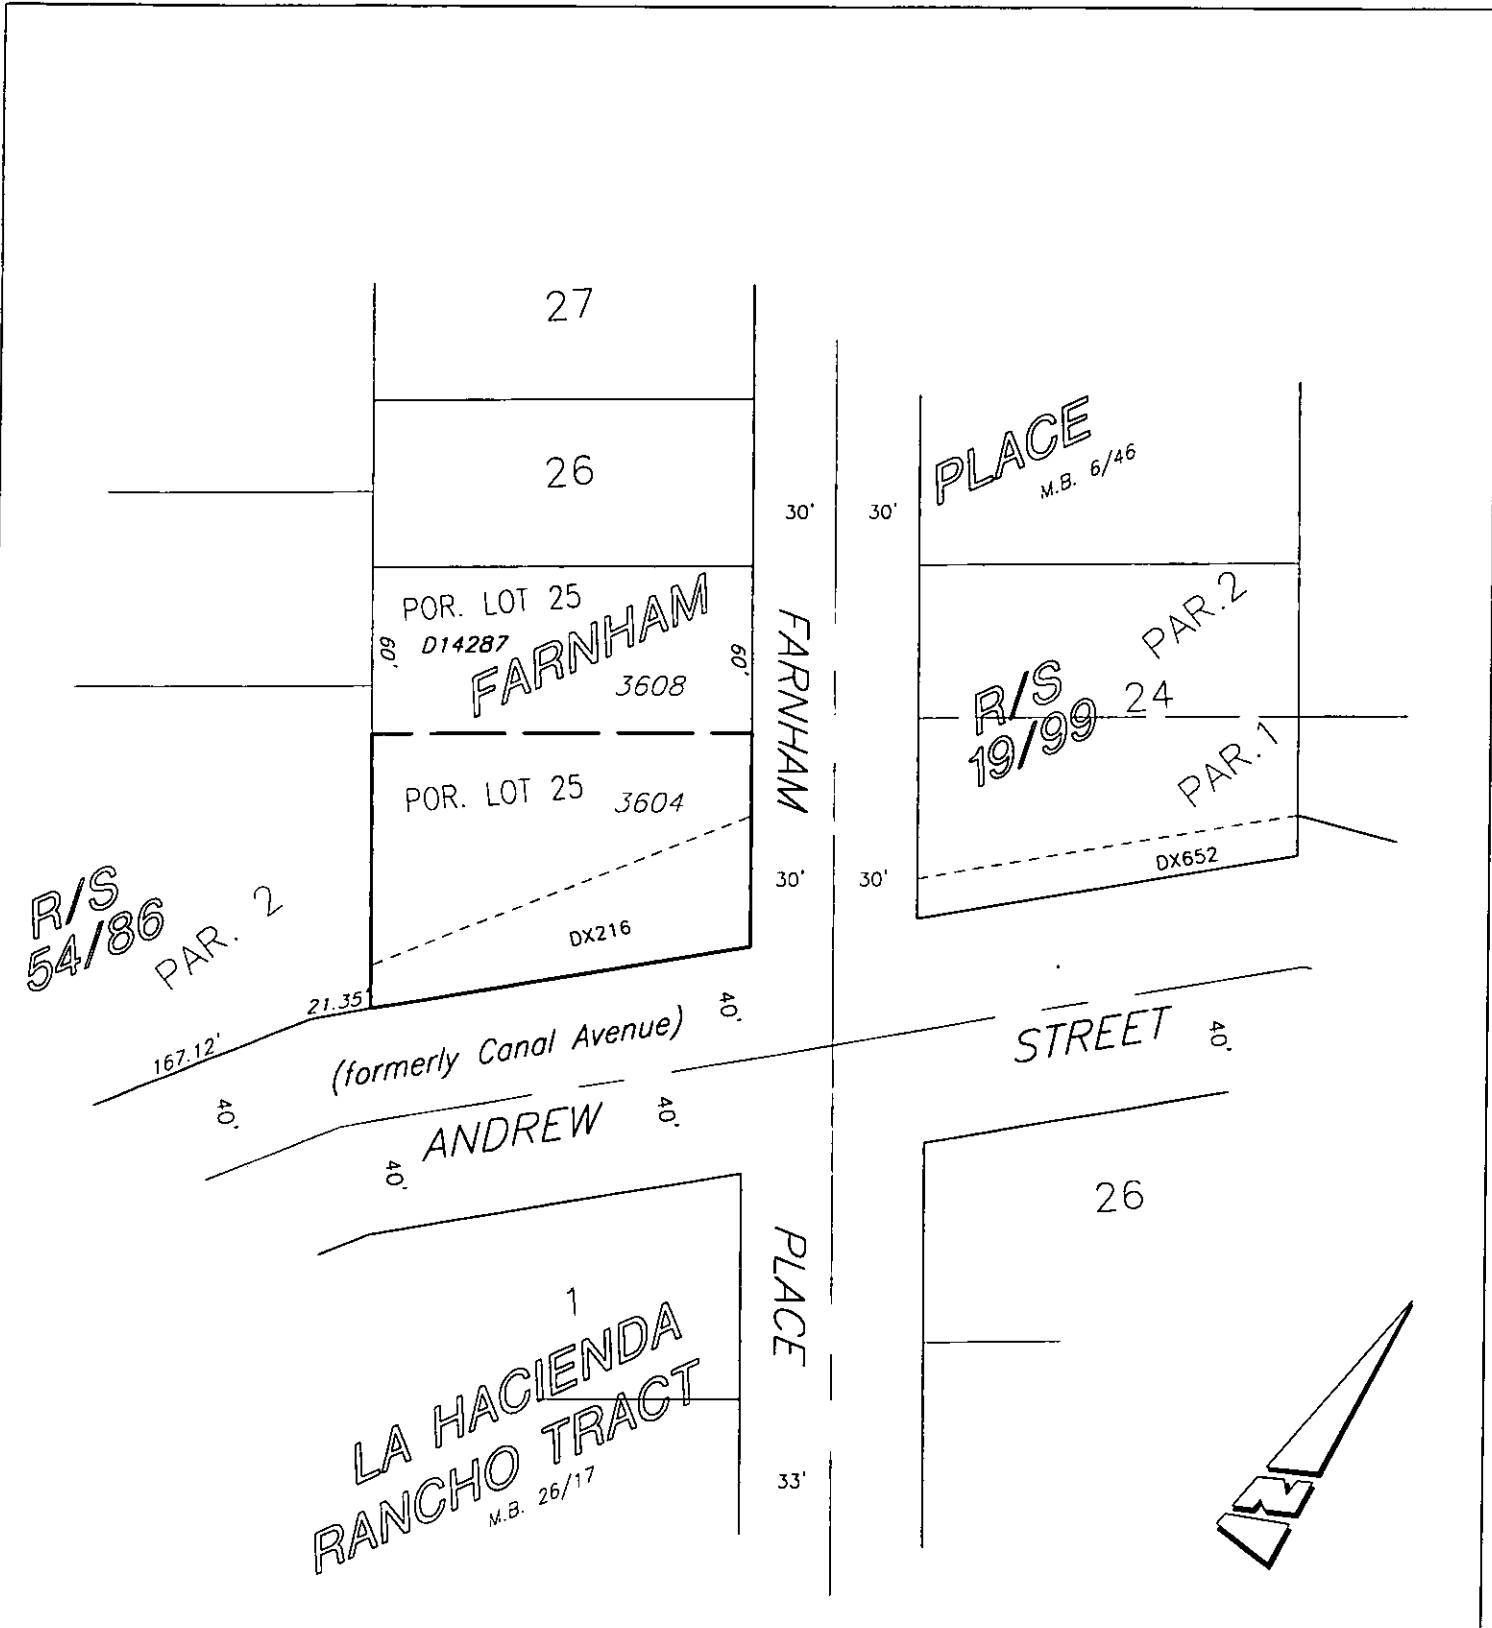 27
26
PLACE
M.B. 6/46
30'
30'
POR. LOT 25
D14287
60'
60'
FARNHAM
3608
FARNHAM
PAR.2
R/S
19/99
24
PAR.1
POR. LOT 25
3604
R/S
54/86
PAR. 2
DX216
30'
30'
DX652
21.35'
167.12'
(formerly Canal Avenue)
40'
STREET
40'
40'
ANDREW
40'
40'
26
PLACE
1
LA HACIENDA
RANCHO TRACT
M.B. 26/17
33'
N